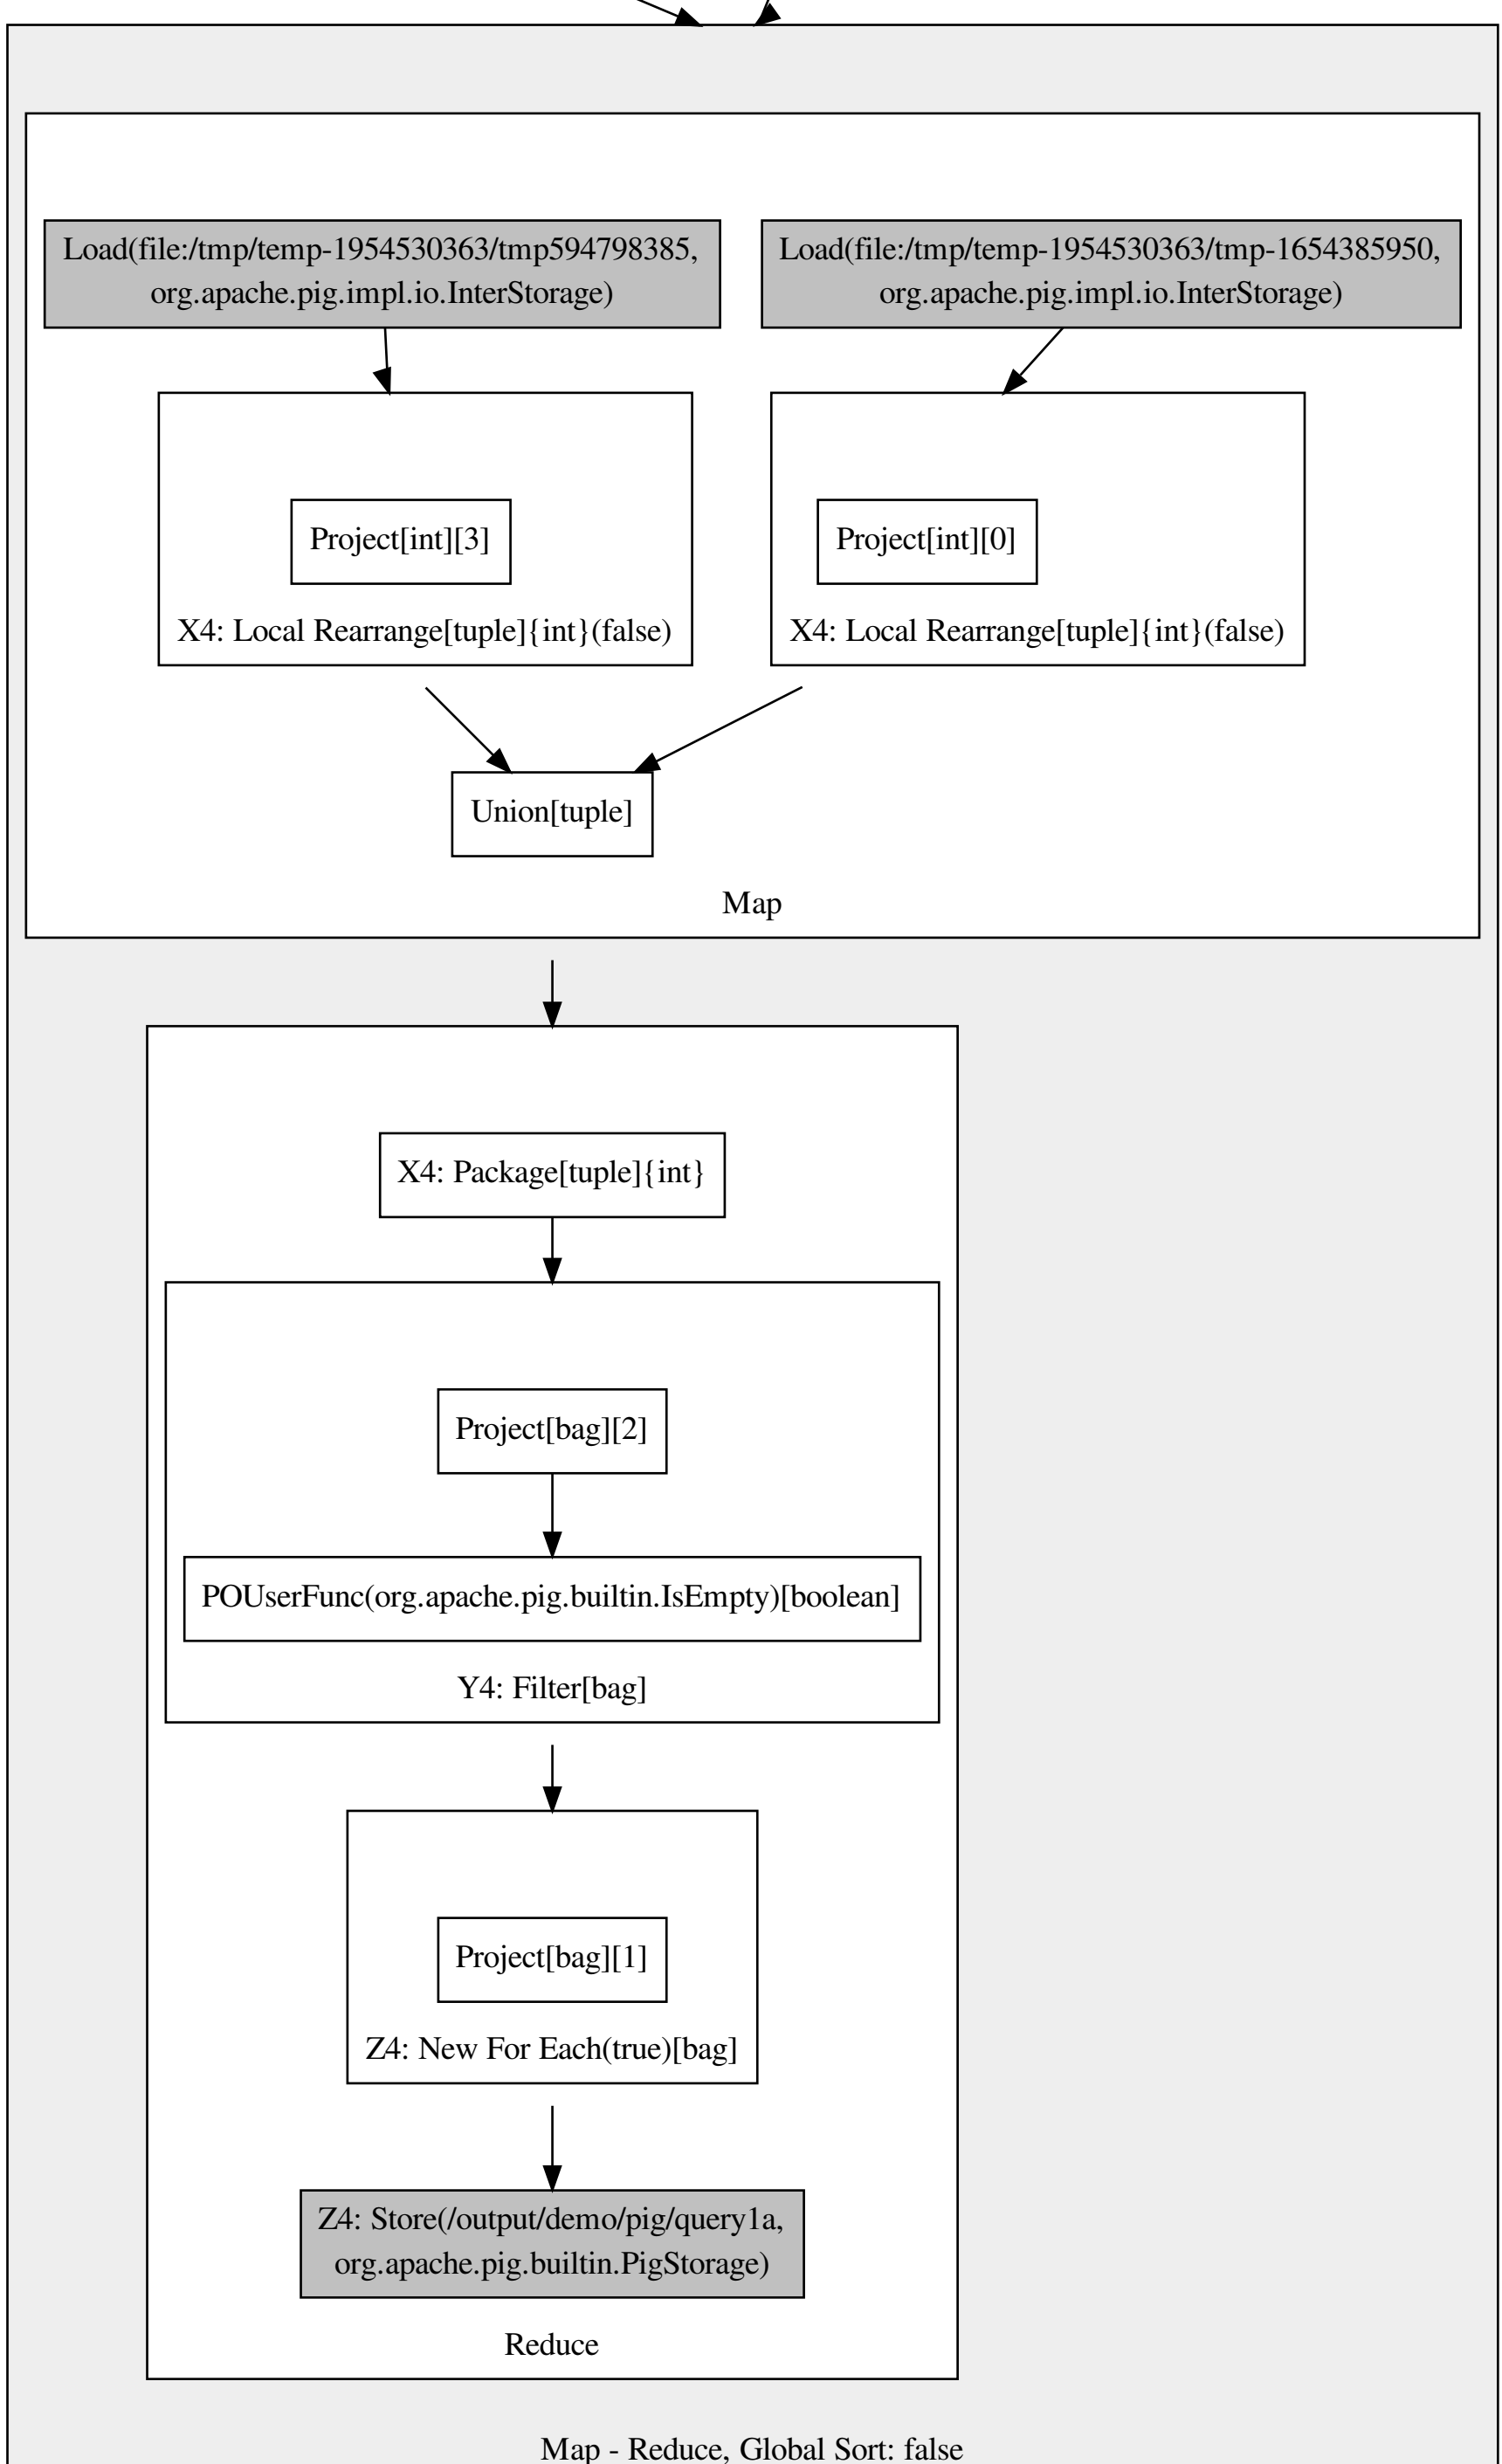 Load(file:/tmp/temp-1954530363/tmp594798385,
org.apache.pig.impl.io.InterStorage)
Load(file:/tmp/temp-1954530363/tmp-1654385950,
org.apache.pig.impl.io.InterStorage)
Project[int][3]
X4: Local Rearrange[tuple]{int}(false)
Project[int][0]
X4: Local Rearrange[tuple]{int}(false)
Union[tuple]
Map
X4: Package[tuple]{int}
Project[bag][2]
POUserFunc(org.apache.pig.builtin.IsEmpty)[boolean]
Y4: Filter[bag]
Project[bag][1]
Z4: New For Each(true)[bag]
Z4: Store(/output/demo/pig/query1a,
org.apache.pig.builtin.PigStorage)
Reduce
Map - Reduce, Global Sort: false